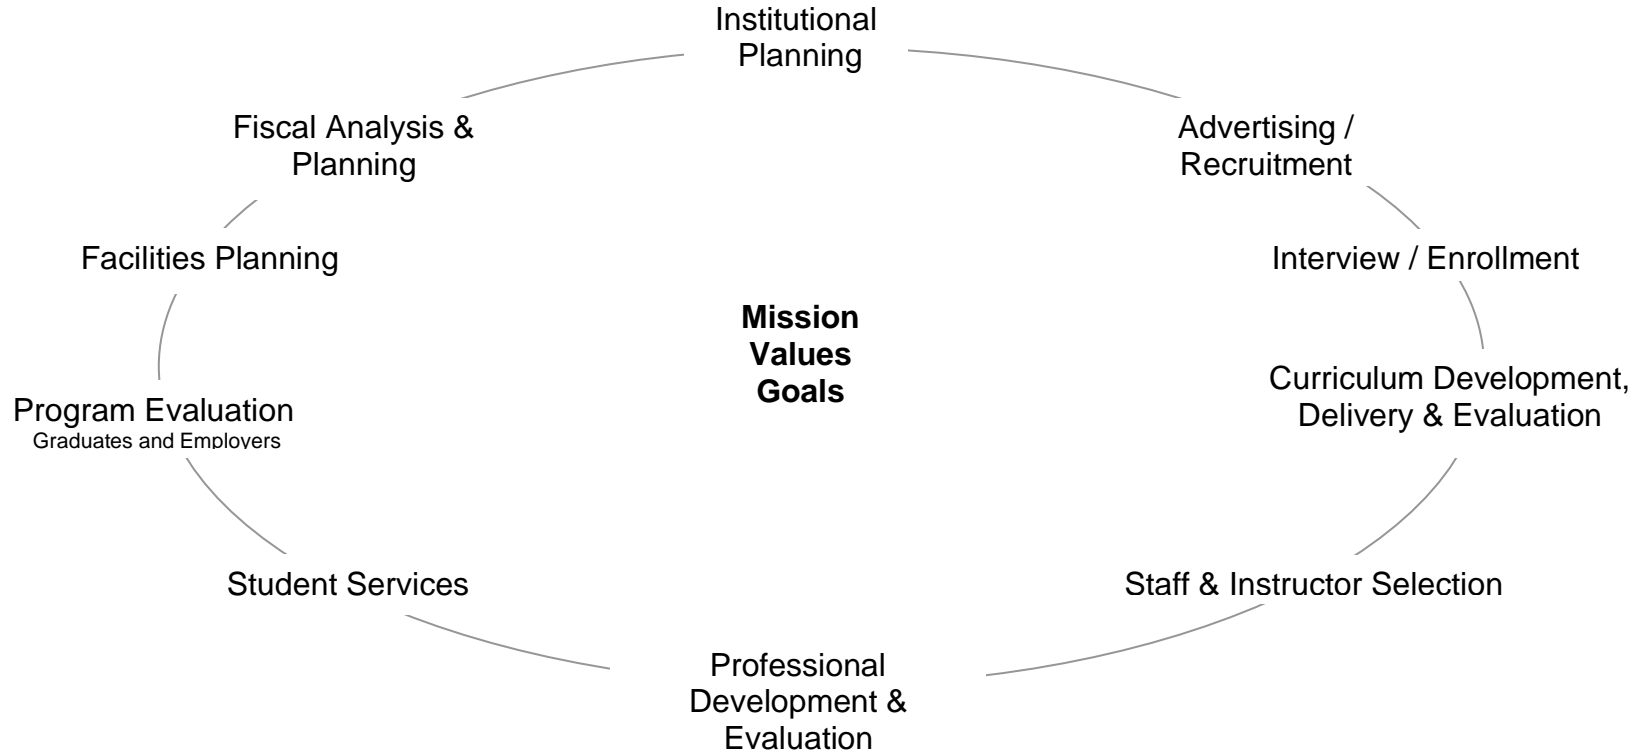 Institutional
Planning
Fiscal Analysis &
Planning
Advertising /
Recruitment
Facilities Planning
Interview / Enrollment
Mission
Values
Goals
Curriculum Development,
Delivery & Evaluation
Program Evaluation
Graduates and Employers
Student Services
Staff & Instructor Selection
Professional
Development &
Evaluation